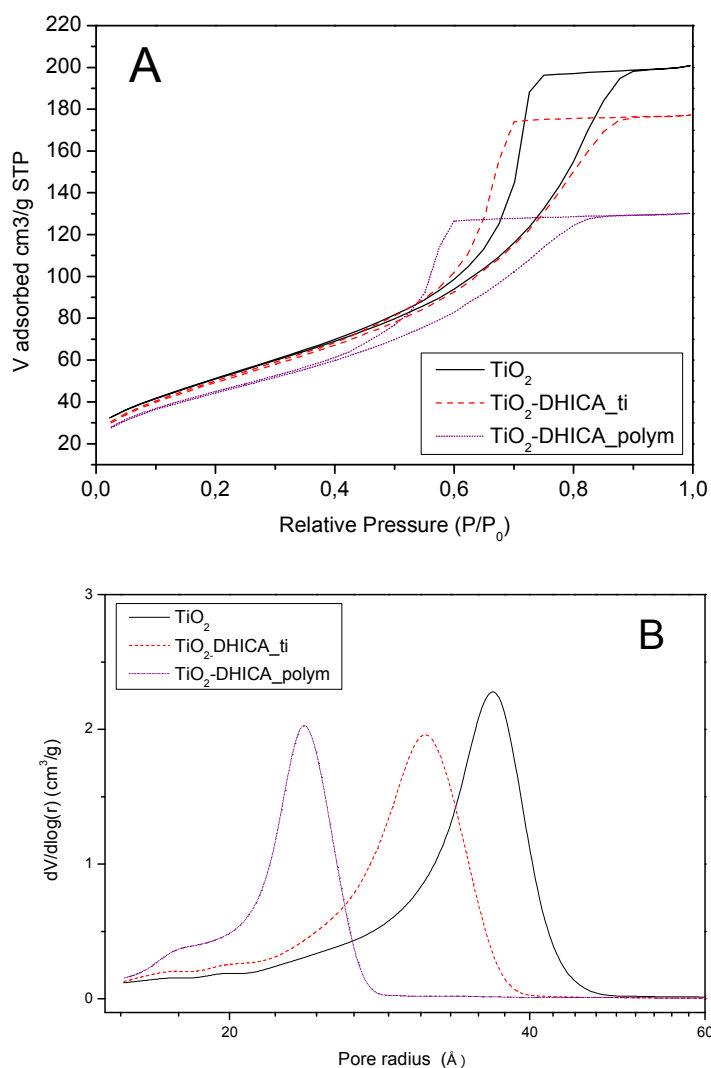 A
V adsorbed cm3/g STP
220
200
180
160
140
120
100
80
60
40
20
0,0
0,2
0,4
0,6
0,8
1,0
Relative Pressure (P/P0)
TiO2
TiO2-DHICA_ti
TiO2-DHICA_polym
B
TiO2
TiO2-DHICA_ti
TiO2-DHICA_polym
dV/dlog(r) (cm3/g)
3
2
1
0
20
40
60
Pore radius (Å)